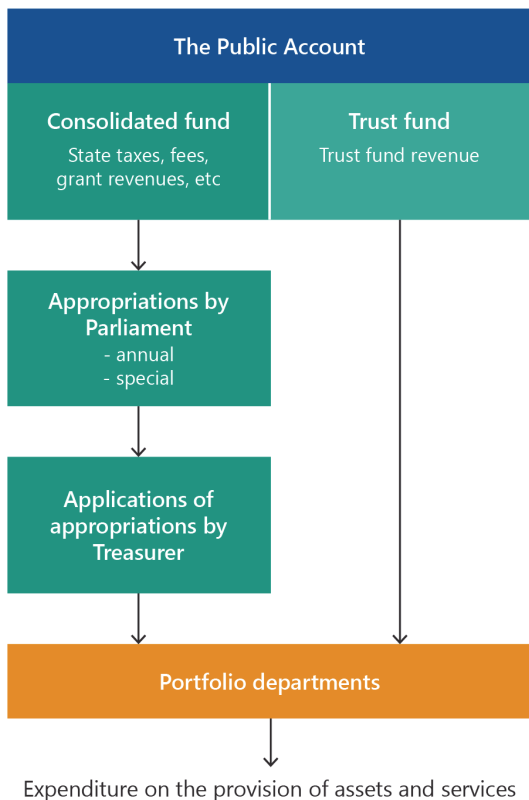 The Public Account
Consolidated fund
State taxes, fees,
grant revenues, etc
Trust fund
Trust fund revenue
Appropriations by
Parliament
- annual
- special
Applications of
appropriations by
Treasurer
Portfolio departments
Expenditure on the provision of assets and services